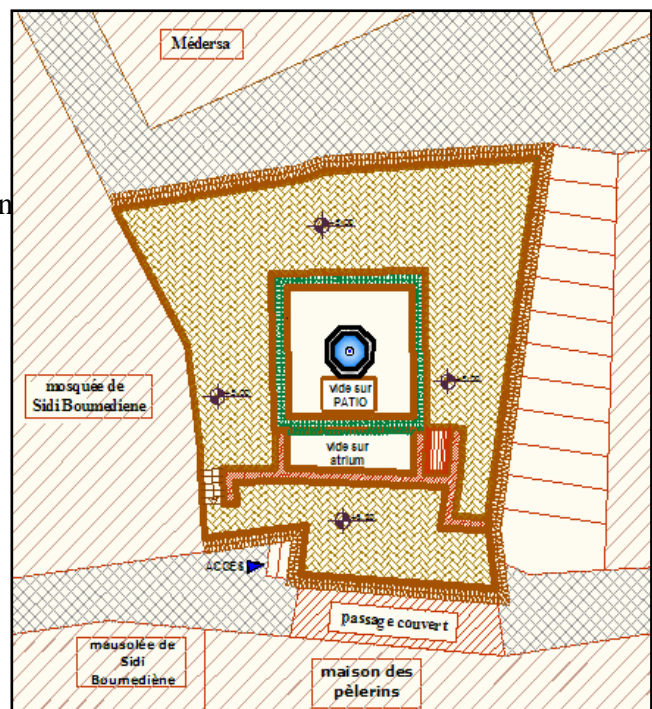 Médersa
n
mosquée de
Sidi Boumediene
vide sur
PATIO
vide sur
atrium
ACCES
passage couvert
mausolée de
Sidi
Boumediène
maison des
pèlerins